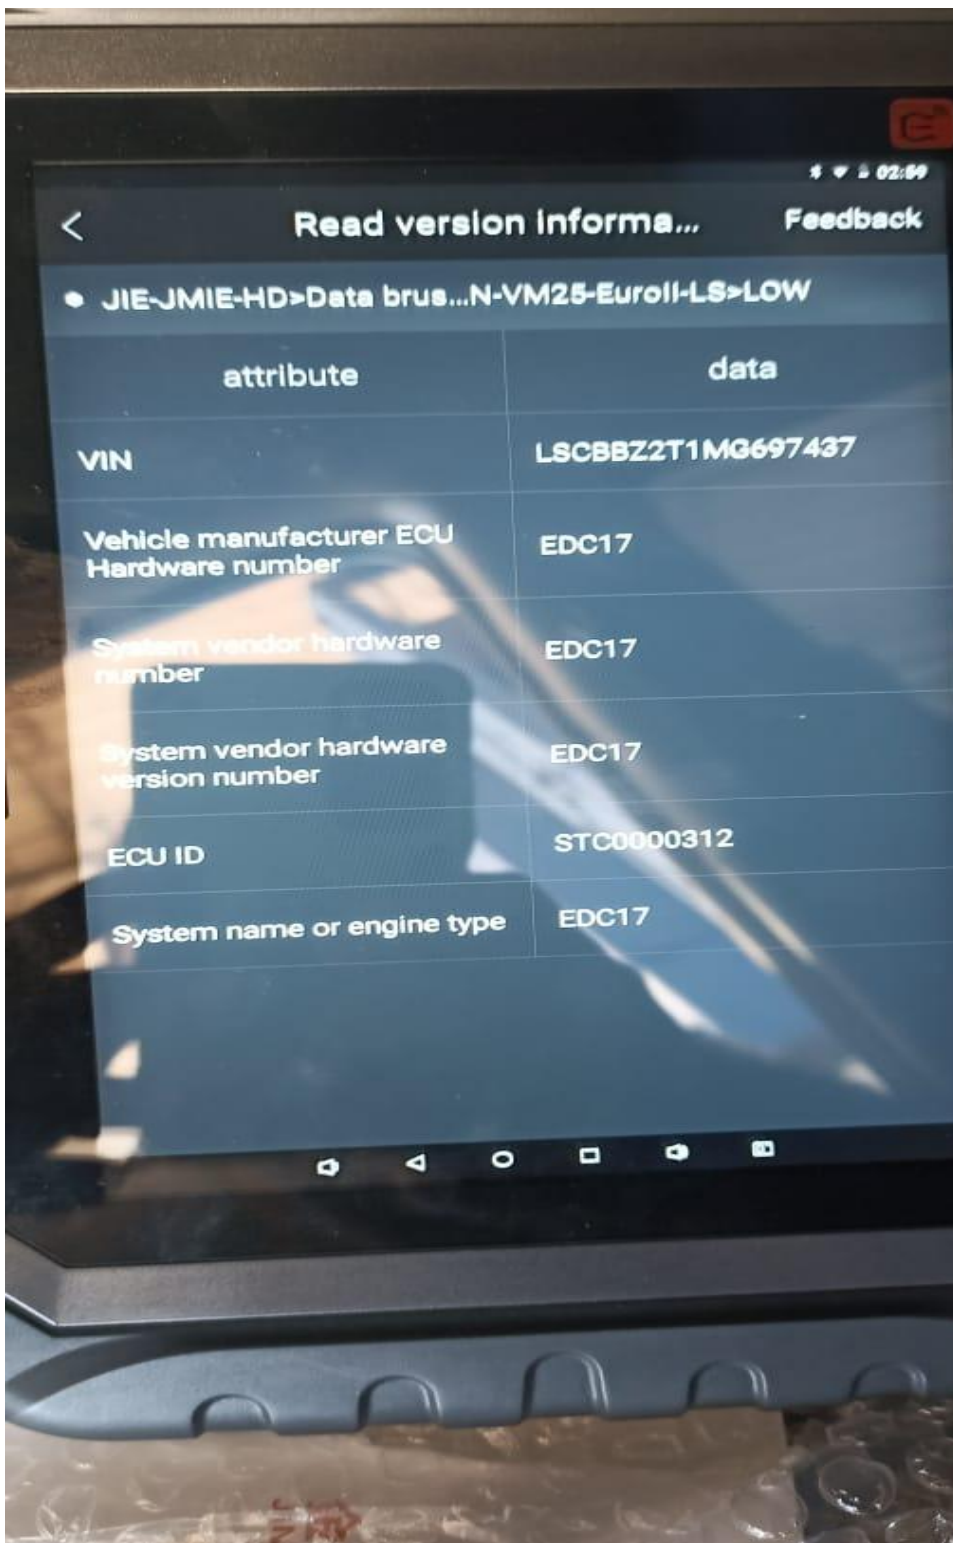 02:59
Read version informa... Feedback
JIE-JMIE-HD>Data brus...N-VM25-EuroII-LS>LOW
attribute data
VIN LSCBBZ2T1MG697437
Vehicle manufacturer ECU
Hardware number EDC17
System vendor hardware
number EDC17
System vendor hardware
version number EDC17
ECU ID STC0000312
System name or engine type EDC17